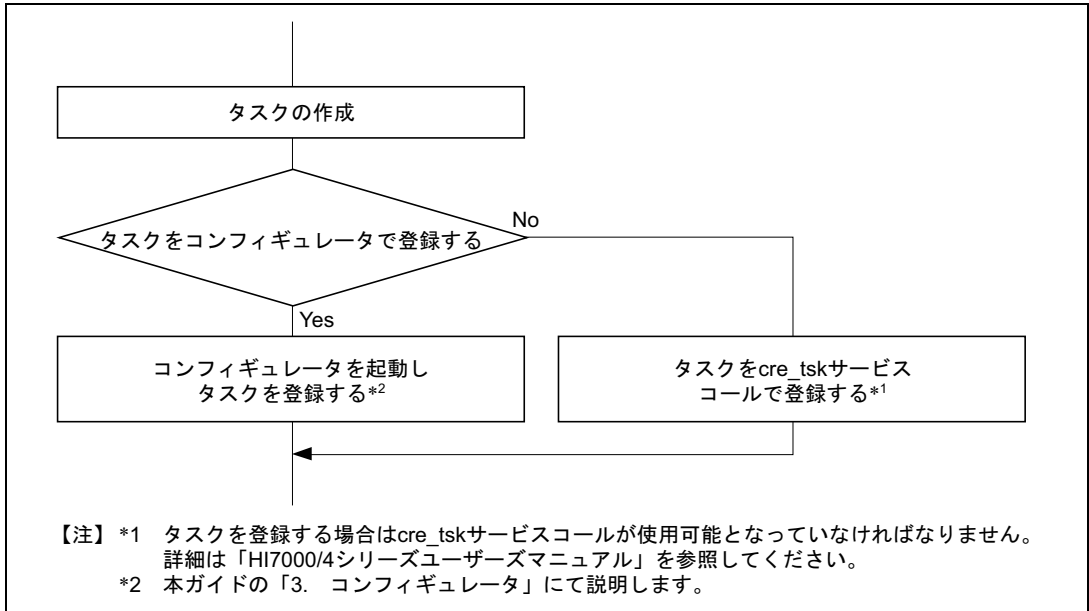 タスクの作成
タスクをコンフィギュレータで登録する
No
Yes
コンフィギュレータを起動し
タスクを登録する*2
タスクをcre_tskサービス
コールで登録する*1
【注】 *1 タスクを登録する場合はcre_tskサービスコールが使用可能となっていなければなりません。
詳細は「HI7000/4シリーズユーザーズマニュアル」を参照してください。
*2 本ガイドの「3. コンフィギュレータ」にて説明します。